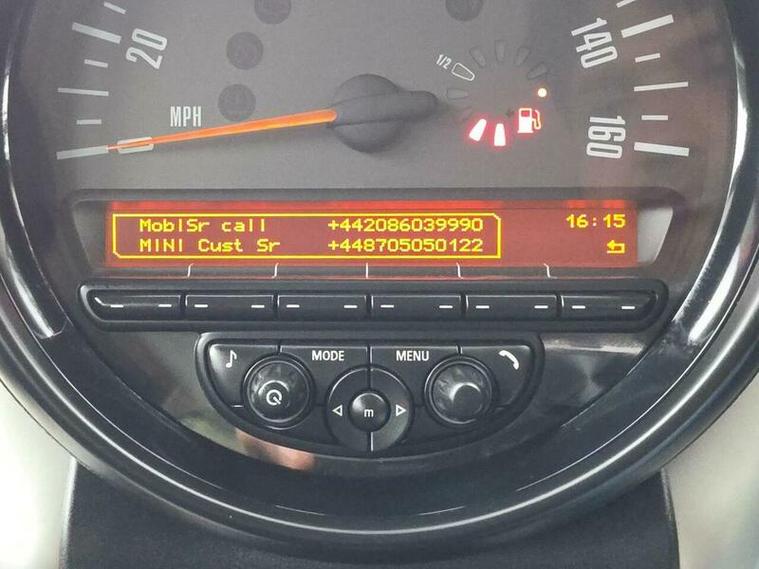 20
MPH
1/2
140
160
MoblSr call +442086039990 16:15
MINI Cust Sr +448705050122
MODE MENU
m